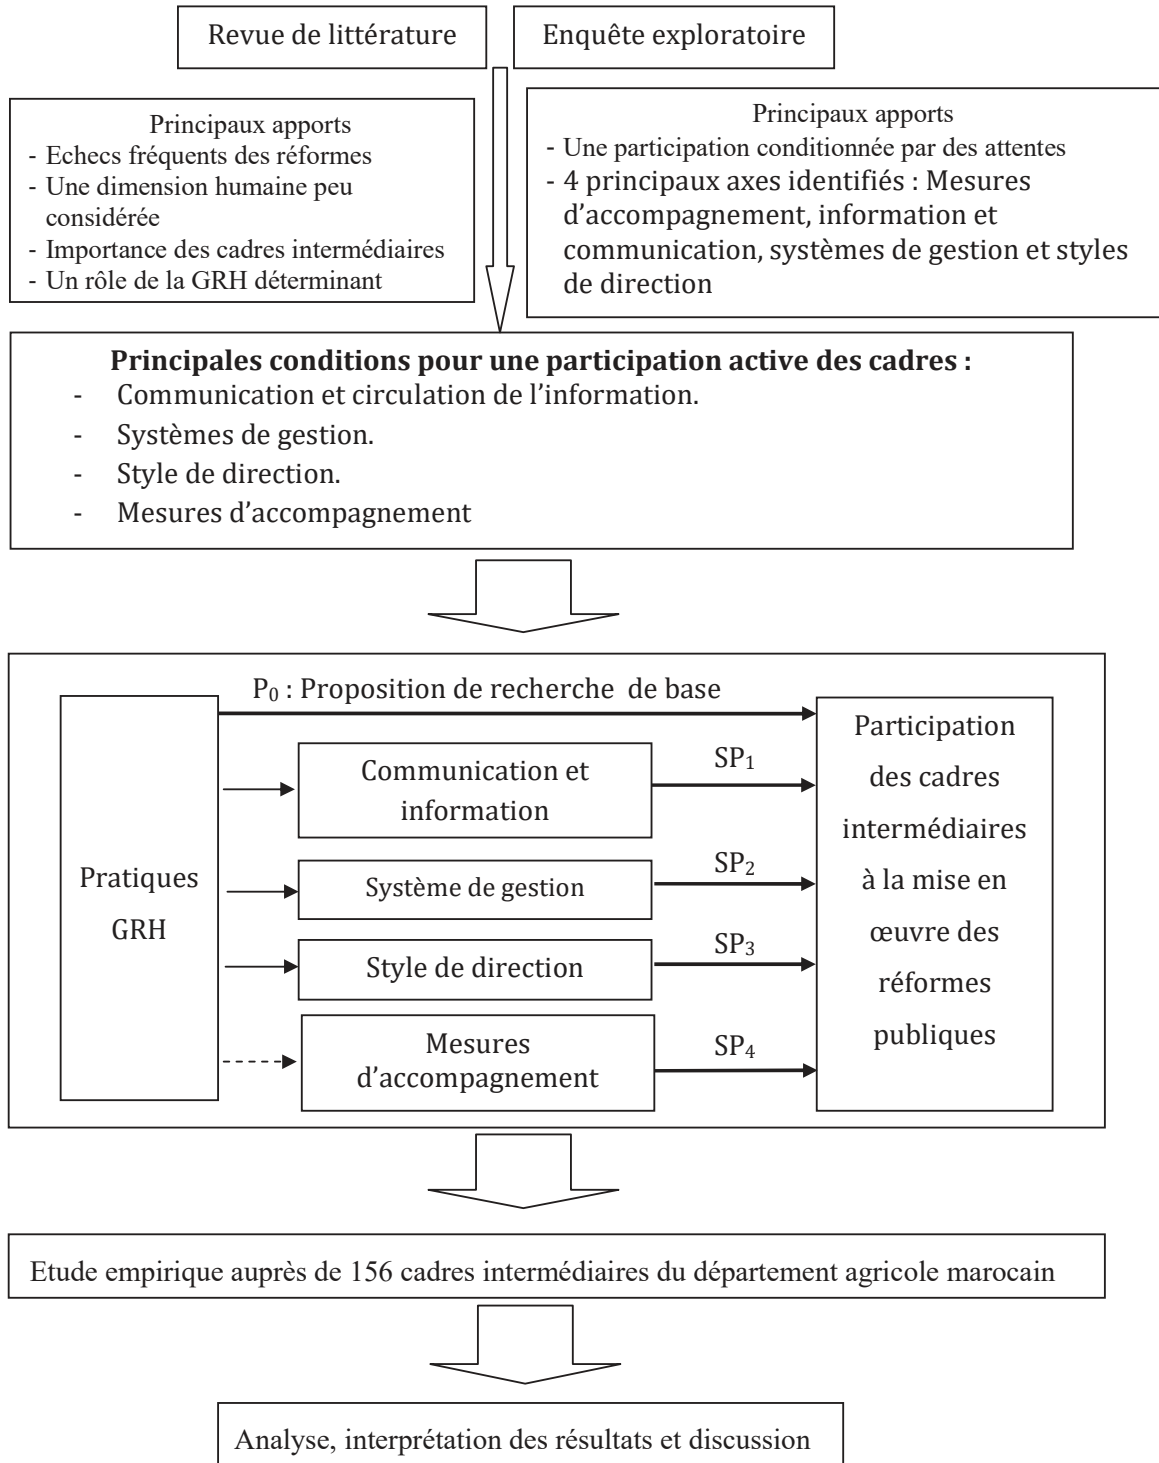 Revue de littérature
Enquête exploratoire
Principaux apports
- Echecs fréquents des réformes
- Une dimension humaine peu
considérée
- Importance des cadres intermédiaires
- Un rôle de la GRH déterminant
Principaux apports
- Une participation conditionnée par des attentes
- 4 principaux axes identifiés : Mesures
d’accompagnement, information et
communication, systèmes de gestion et styles
de direction
Principales conditions pour une participation active des cadres :
- Communication et circulation de l’information.
- Systèmes de gestion.
- Style de direction.
- Mesures d’accompagnement
P₀ : Proposition de recherche de base
Pratiques
GRH
Communication et
information
SP₁
Système de gestion
SP₂
Style de direction
SP₃
Mesures
d’accompagnement
SP₄
Participation
des cadres
intermédiaires
à la mise en
œuvre des
réformes
publiques
Etude empirique auprès de 156 cadres intermédiaires du département agricole marocain
Analyse, interprétation des résultats et discussion